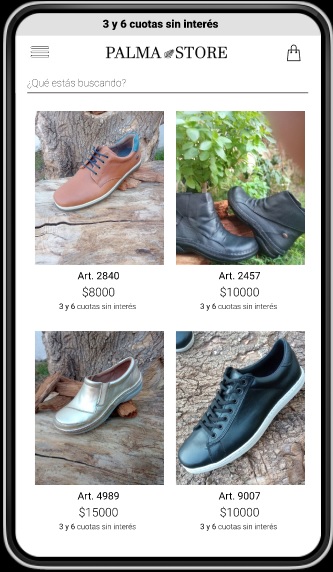 3 y 6 cuotas sin interés
PALMA STORE
¿Qué estás buscando?
Art. 2840
$8000
3 y 6 cuotas sin interés
Art. 2457
$10000
3 y 6 cuotas sin interés
Art. 4989
$15000
3 y 6 cuotas sin interés
Art. 9007
$10000
3 y 6 cuotas sin interés